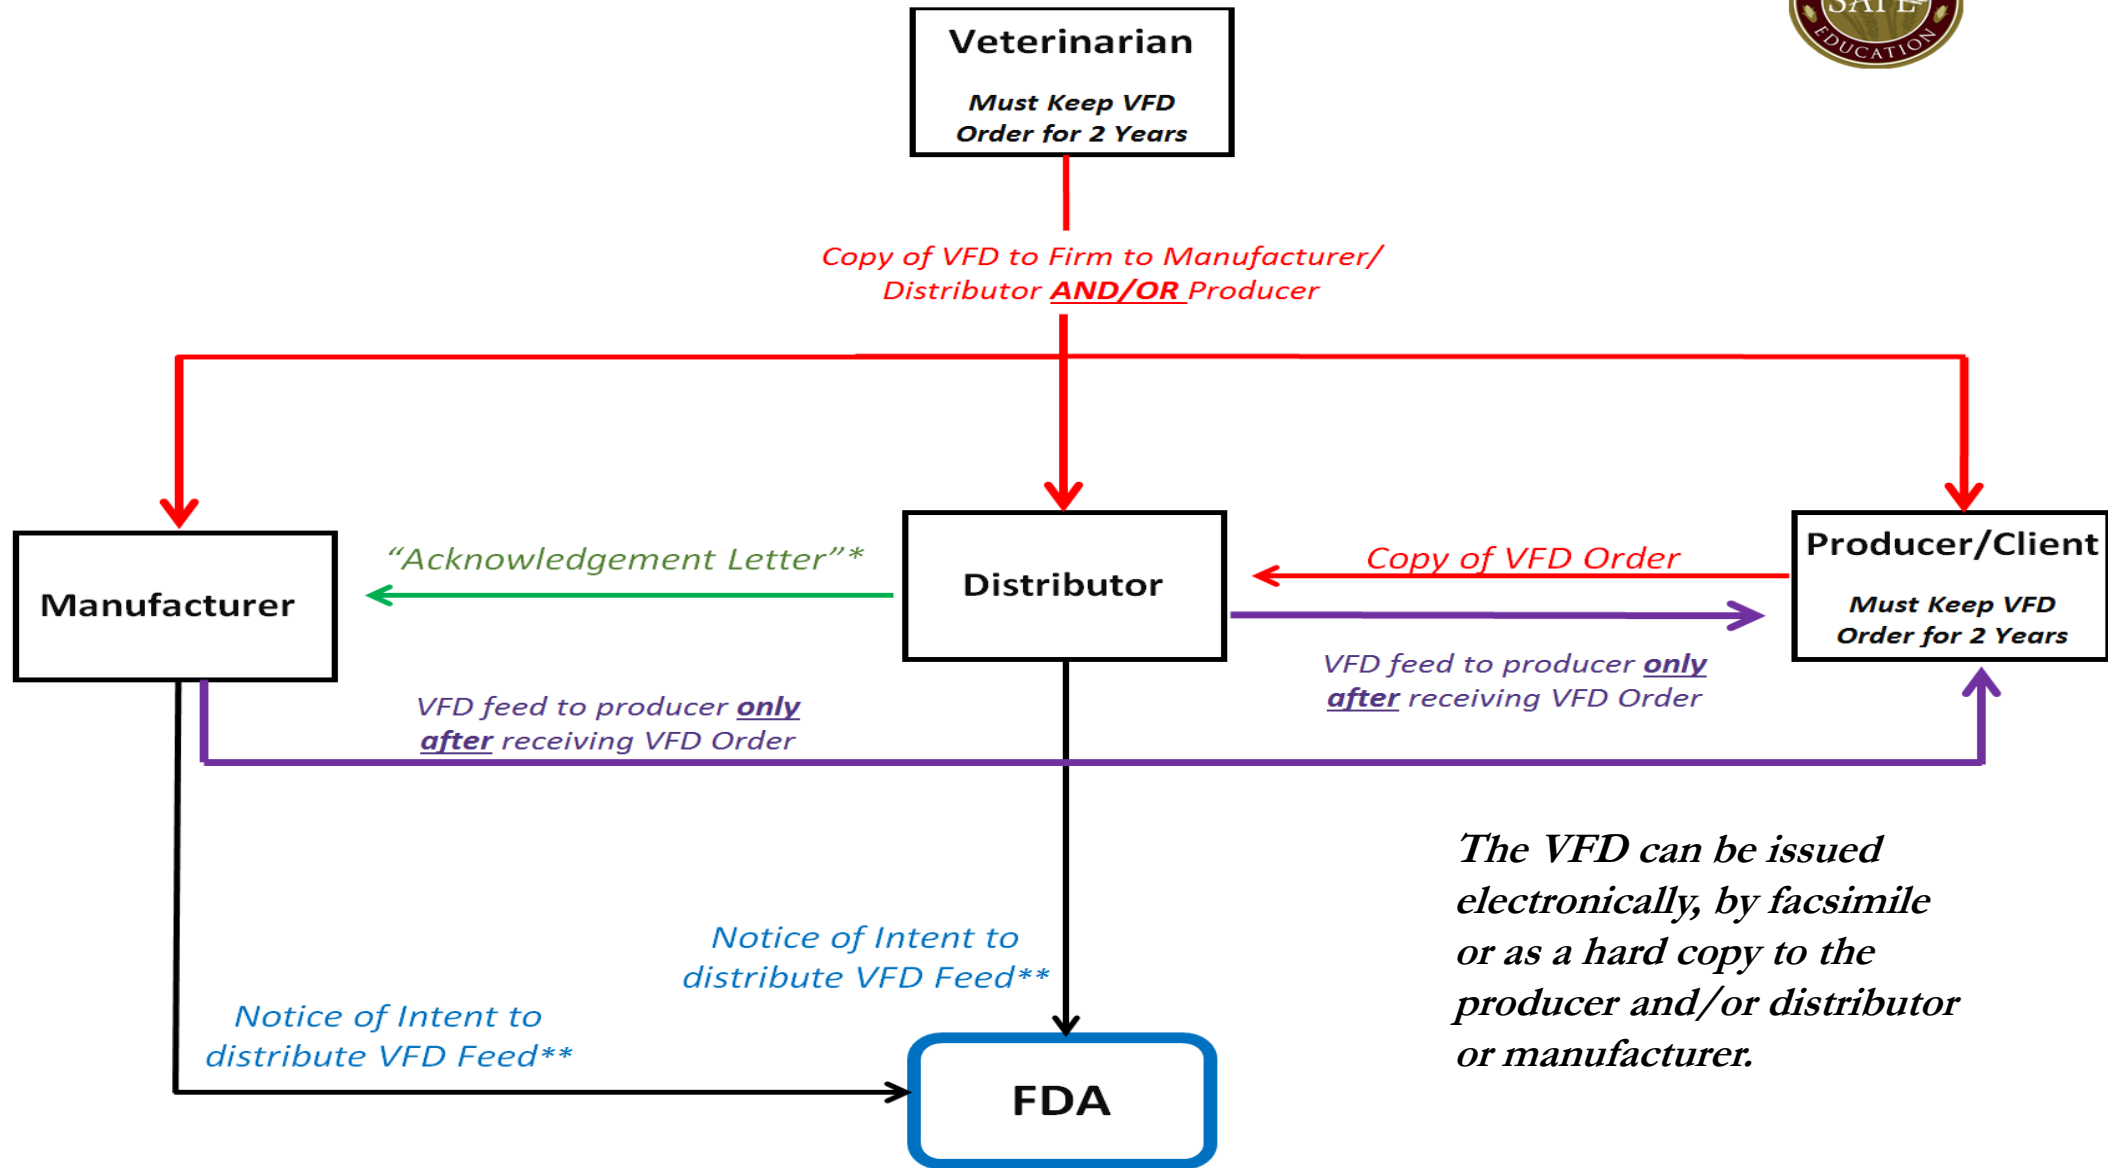 SAFE
EDUCATION
Veterinarian
Must Keep VFD
Order for 2 Years
Copy of VFD to Firm to Manufacturer/
Distributor AND/OR Producer
Manufacturer
“Acknowledgement Letter”*
Distributor
Copy of VFD Order
Producer/Client
Must Keep VFD
Order for 2 Years
VFD feed to producer only
after receiving VFD Order
VFD feed to producer only
after receiving VFD Order
The VFD can be issued
electronically, by facsimile
or as a hard copy to the
producer and/or distributor
or manufacturer.
Notice of Intent to
distribute VFD Feed**
Notice of Intent to
distribute VFD Feed**
FDA